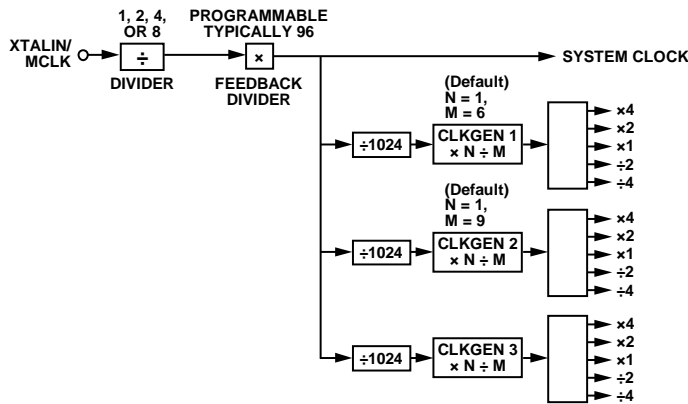 XTALIN/
MCLK
1, 2, 4,
OR 8
÷
DIVIDER
PROGRAMMABLE
TYPICALLY 96
×
FEEDBACK
DIVIDER
SYSTEM CLOCK
(Default)
N = 1,
M = 6
÷1024
CLKGEN 1
× N ÷ M
×4
×2
×1
÷2
÷4
(Default)
N = 1,
M = 9
÷1024
CLKGEN 2
× N ÷ M
×4
×2
×1
÷2
÷4
÷1024
CLKGEN 3
× N ÷ M
×4
×2
×1
÷2
÷4